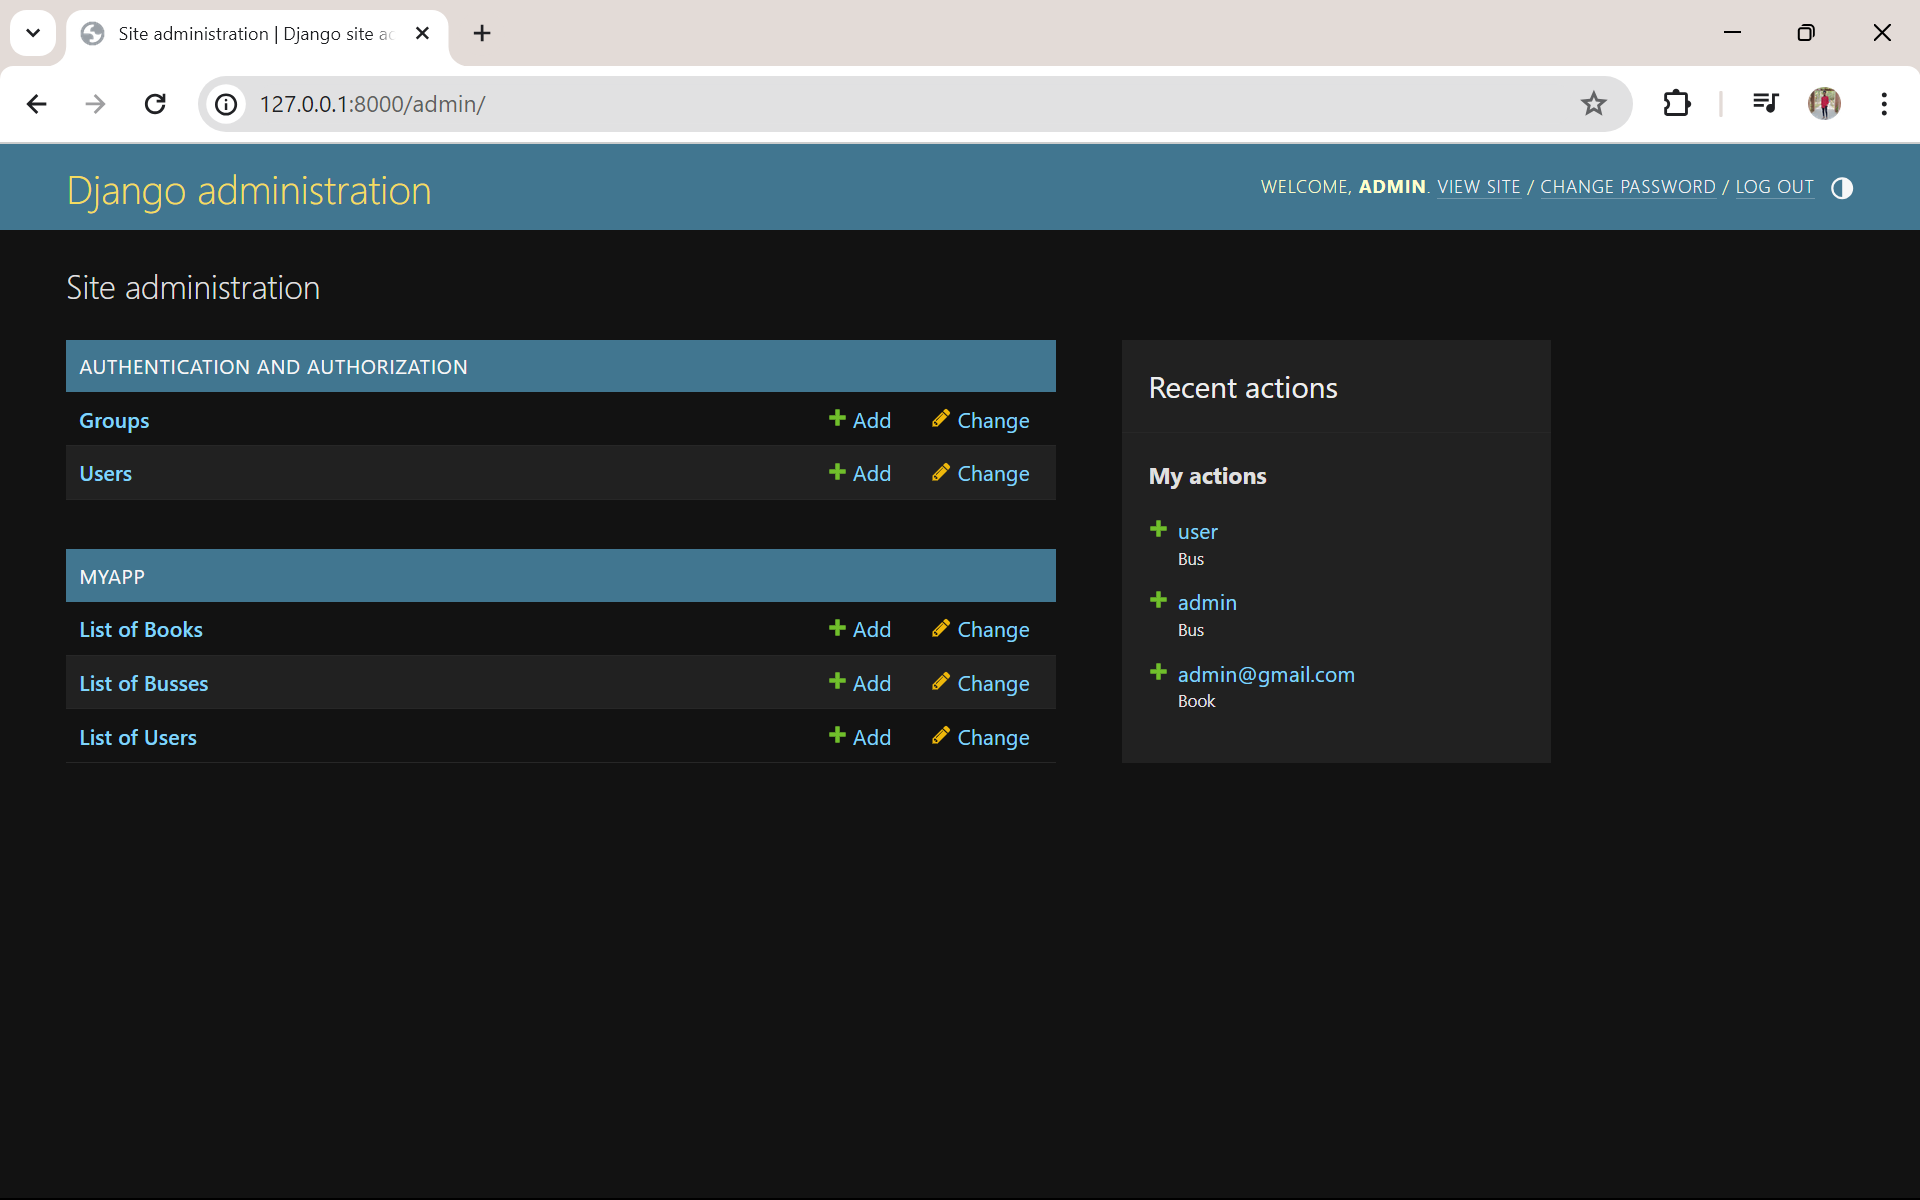 Site administration | Django site ac
127.0.0.1:8000/admin/
Django administration
WELCOME, ADMIN. VIEW SITE / CHANGE PASSWORD / LOG OUT
Site administration
AUTHENTICATION AND AUTHORIZATION
Groups Add Change
Users Add Change
MYAPP
List of Books Add Change
List of Busses Add Change
List of Users Add Change
Recent actions
My actions
user
Bus
admin
Bus
admin@gmail.com
Book